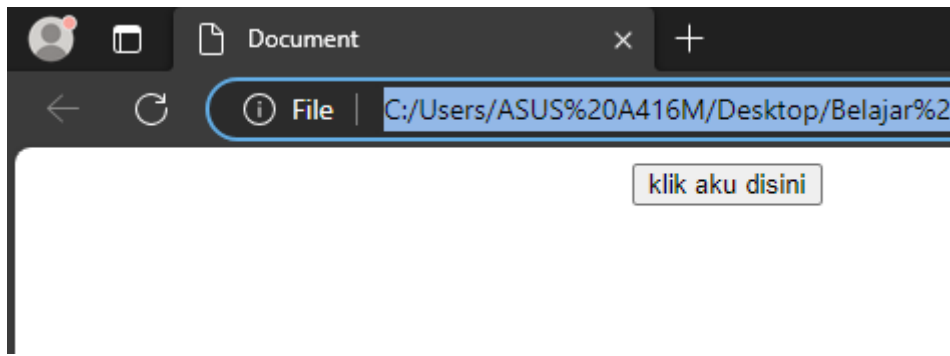 Document
File
C:/Users/ASUS%20A416M/Desktop/Belajar%2
klik aku disini